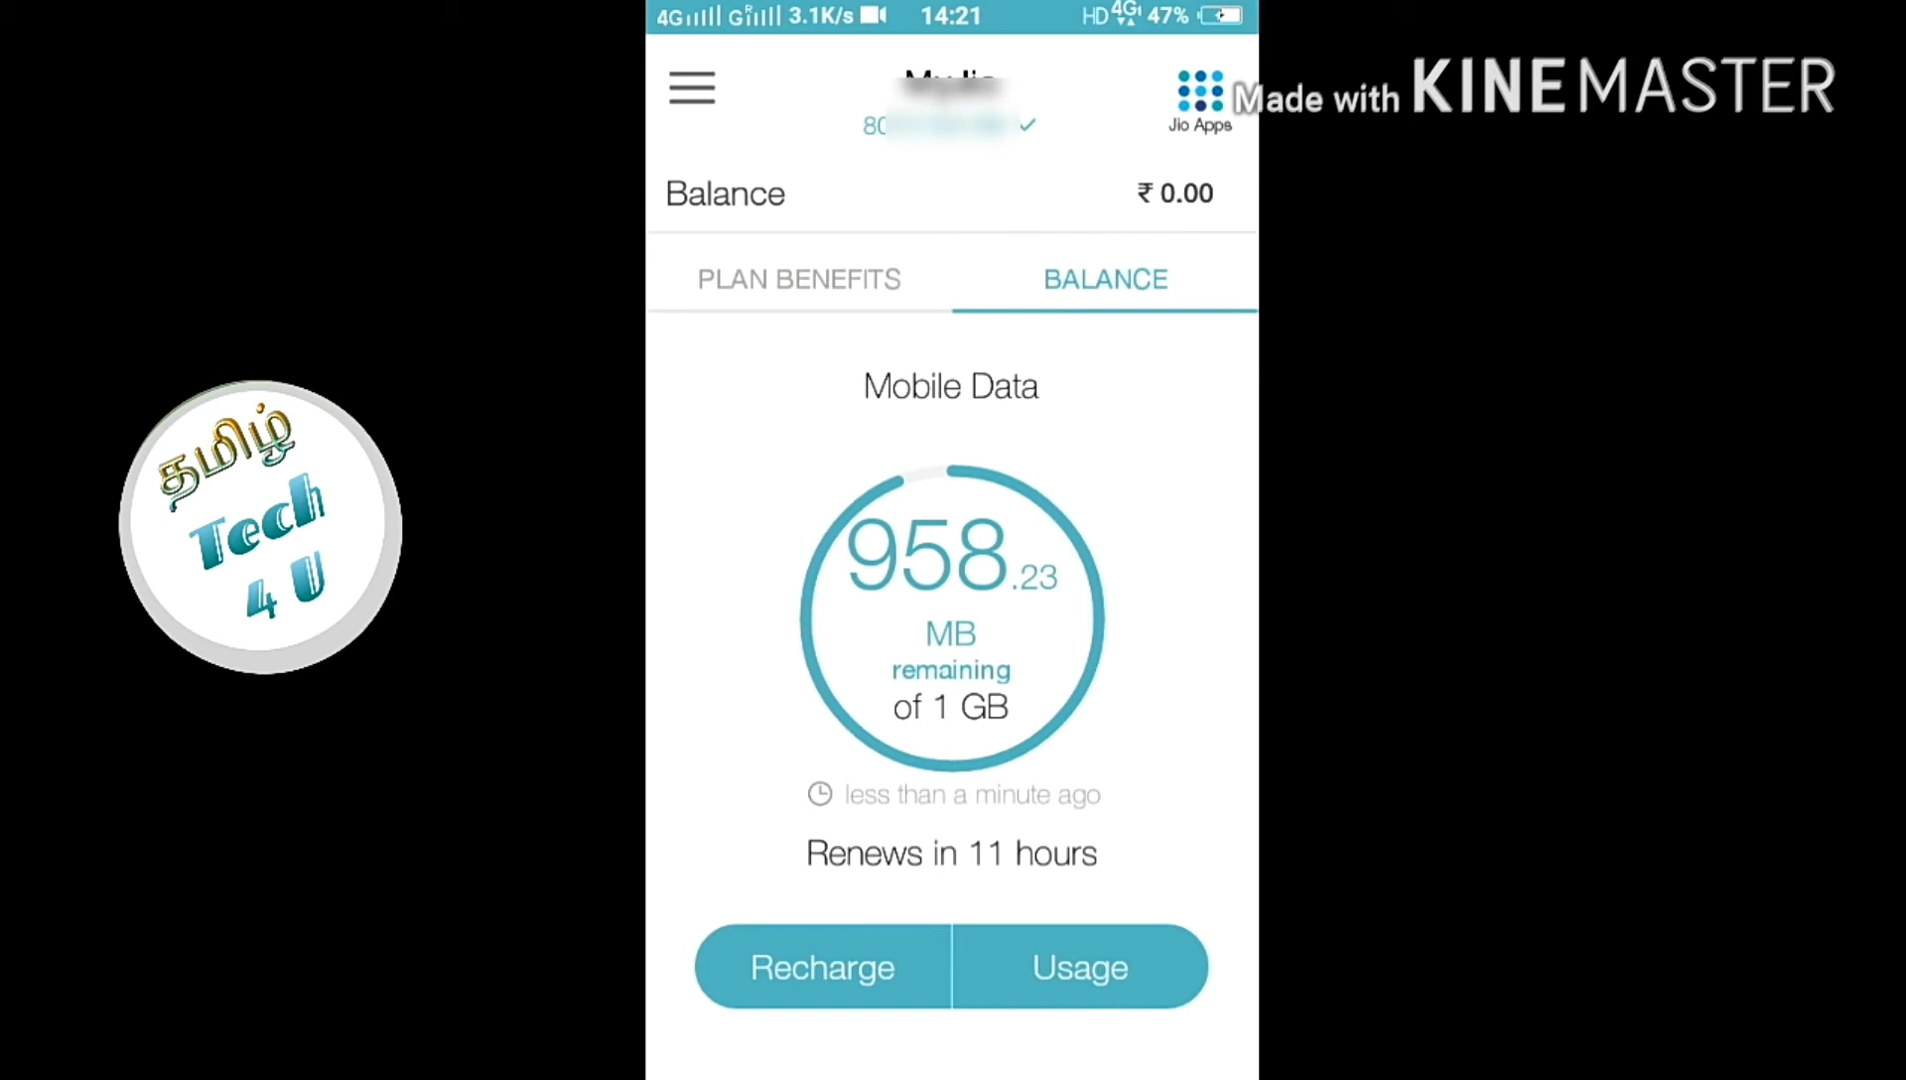 4G G R 3.1K/s 14:21 HD 4G 47%
MyJio
80
Jio Apps
Made with KINEMASTER
Balance ₹ 0.00
PLAN BENEFITS BALANCE
Mobile Data
958.23
MB
remaining
of 1 GB
less than a minute ago
Renews in 11 hours
Recharge Usage
தமிழ்
Tech
4 U